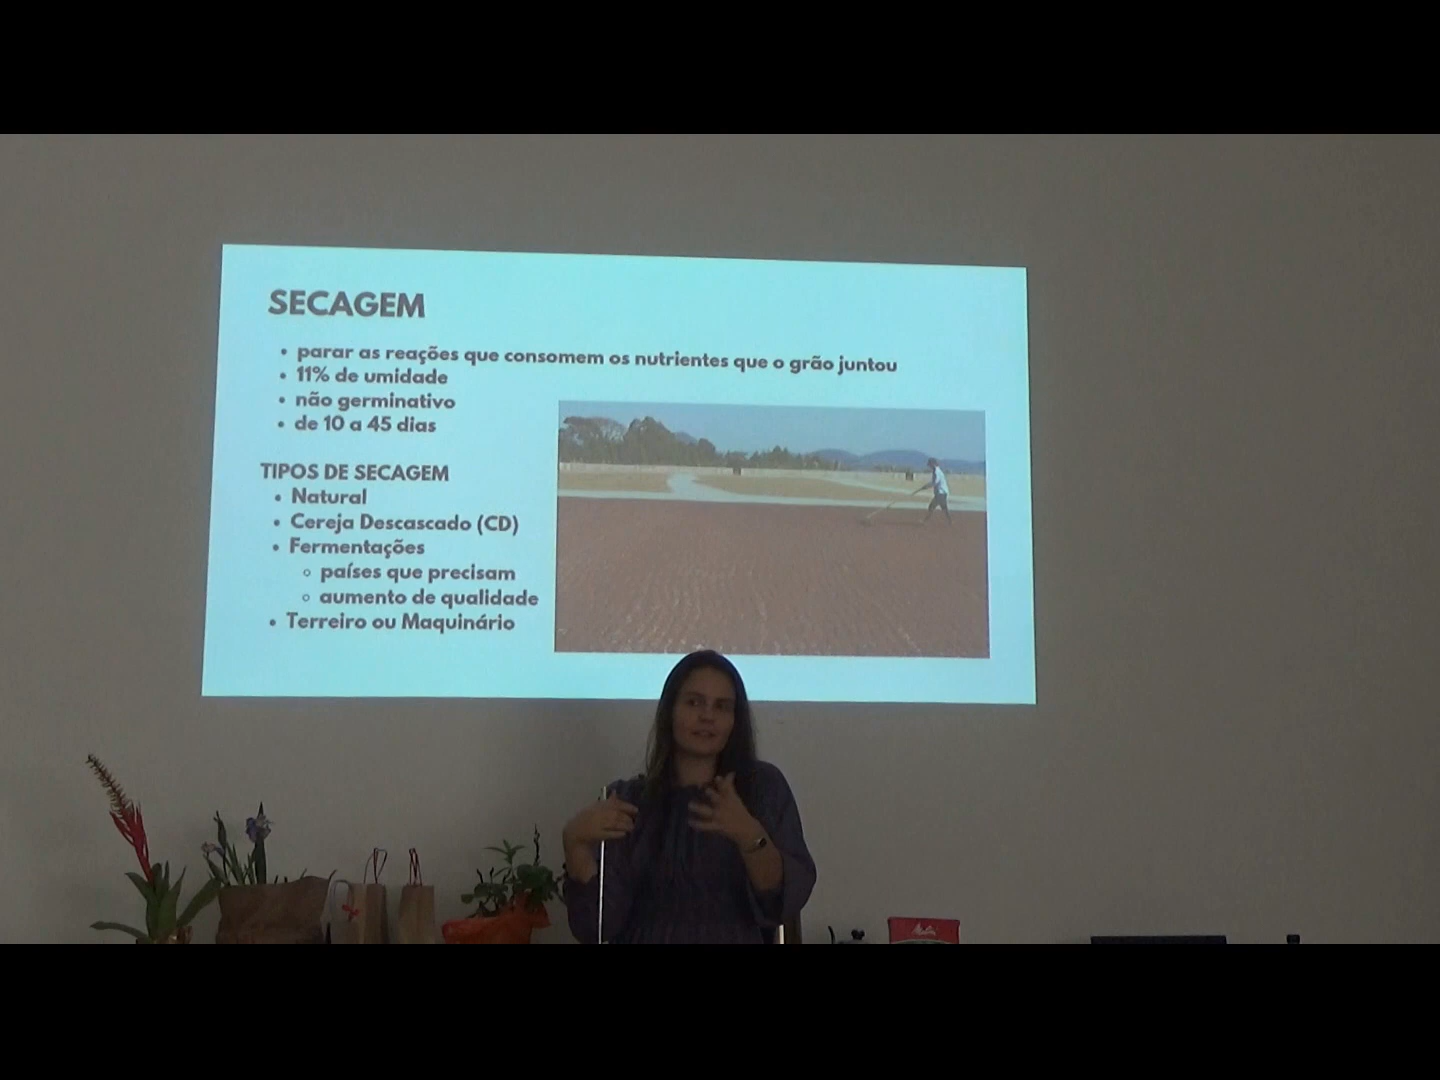 SECAGEM
• parar as reações que consomem os nutrientes que o grão juntou
• 11% de umidade
• não germinativo
• de 10 a 45 dias
TIPOS DE SECAGEM
• Natural
• Cereja Descascado (CD)
• Fermentações
◦ países que precisam
◦ aumento de qualidade
• Terreiro ou Maquinário
Melitta